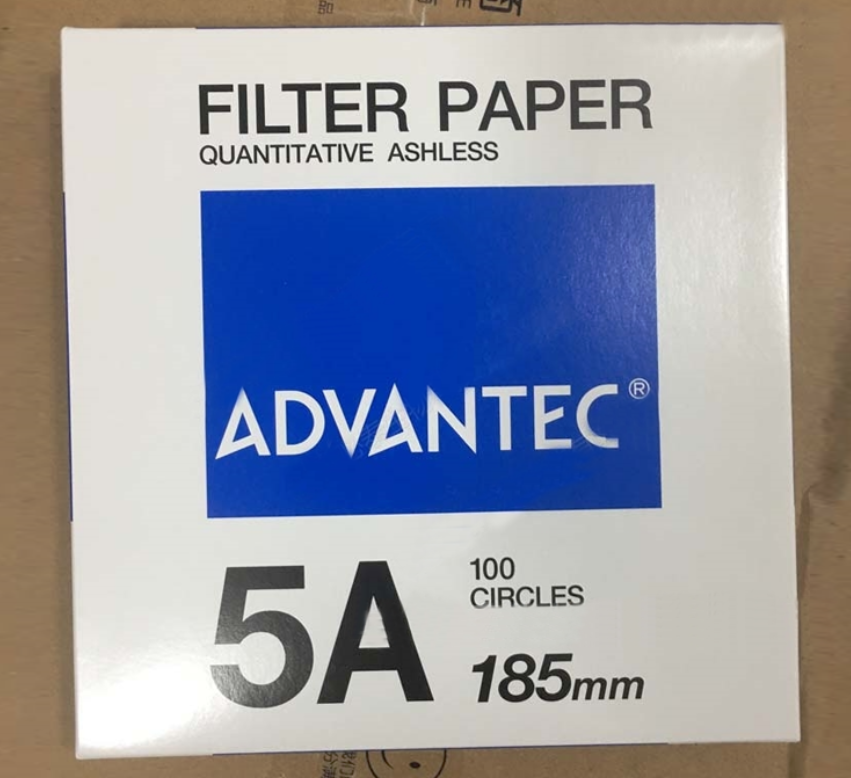 FILTER PAPER
QUANTITATIVE ASHLESS
ADVANTEC®
5A
100
CIRCLES
185mm